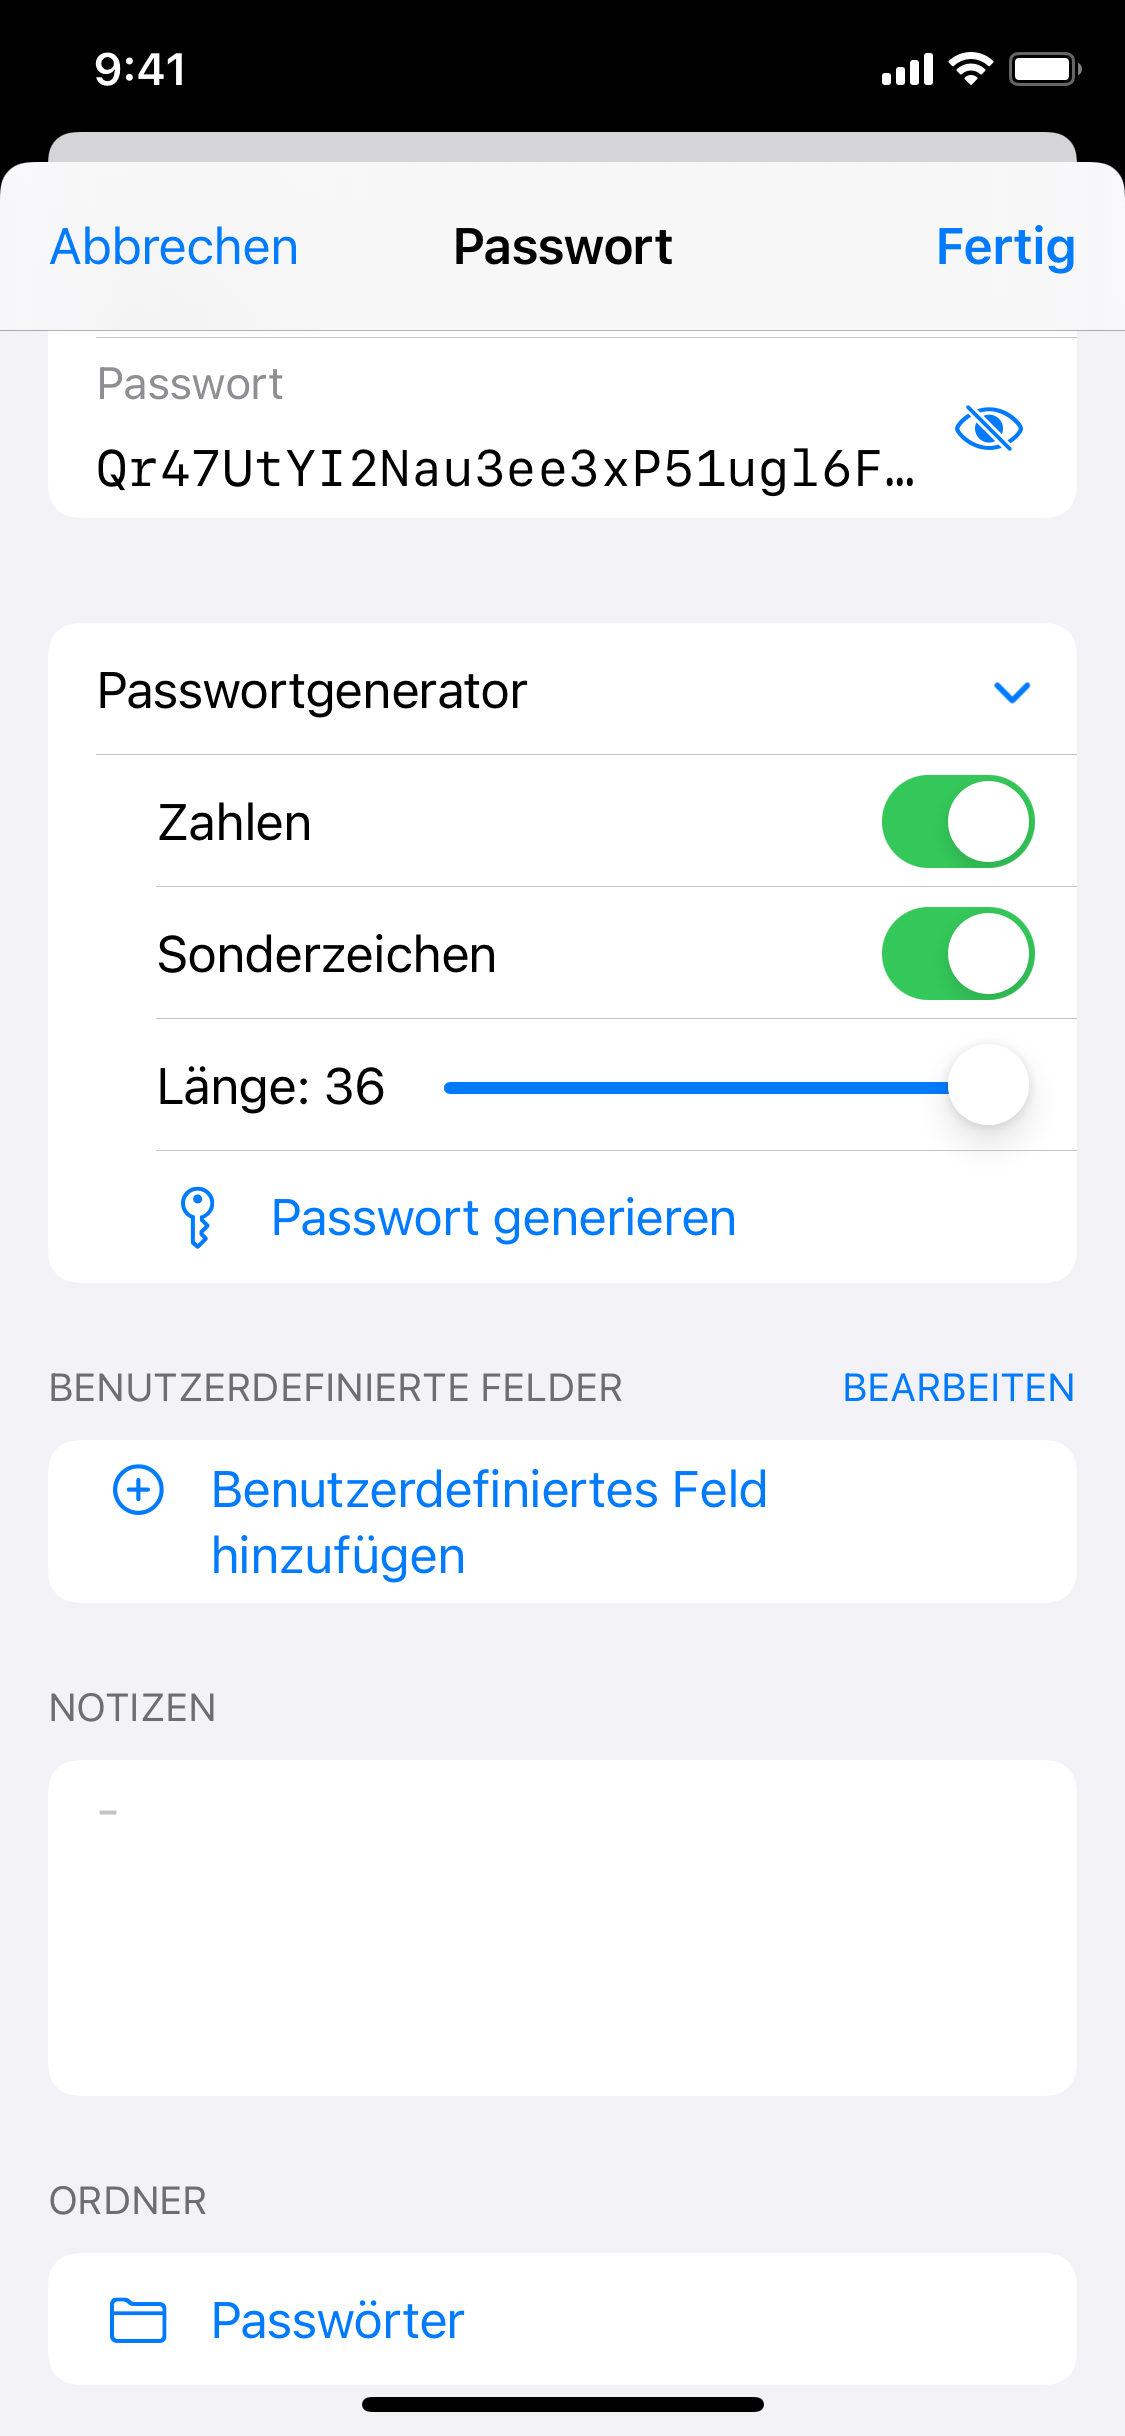 9:41
Abbrechen Passwort Fertig
Passwort
Qr47UtYI2Nau3ee3xP51ugl6F…
Passwortgenerator
Zahlen
Sonderzeichen
Länge: 36
Passwort generieren
BENUTZERDEFINIERTE FELDER BEARBEITEN
Benutzerdefiniertes Feld
hinzufügen
NOTIZEN
-
ORDNER
Passwörter